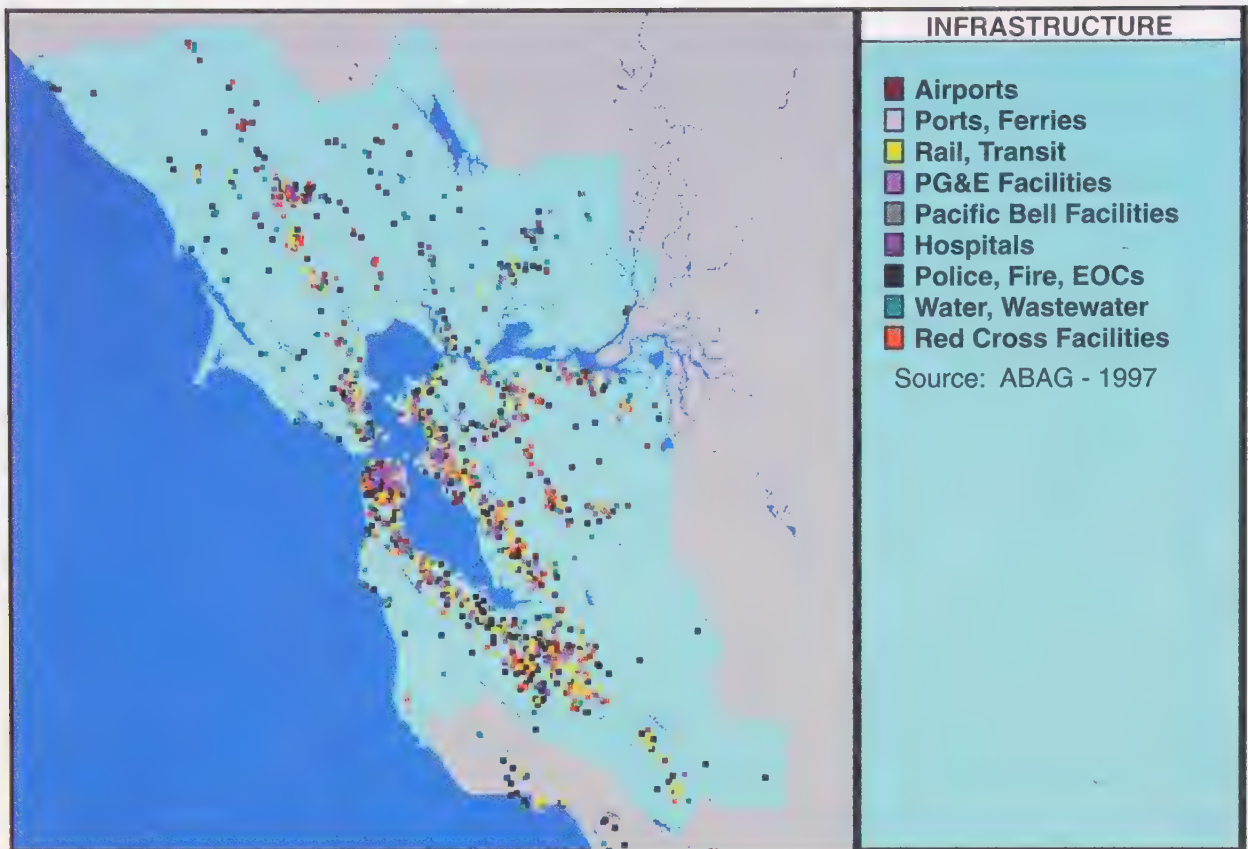 INFRASTRUCTURE
Airports
Ports, Ferries
Rail, Transit
PG&E Facilities
Pacific Bell Facilities
Hospitals
Police, Fire, EOCs
Water, Wastewater
Red Cross Facilities
Source: ABAG - 1997